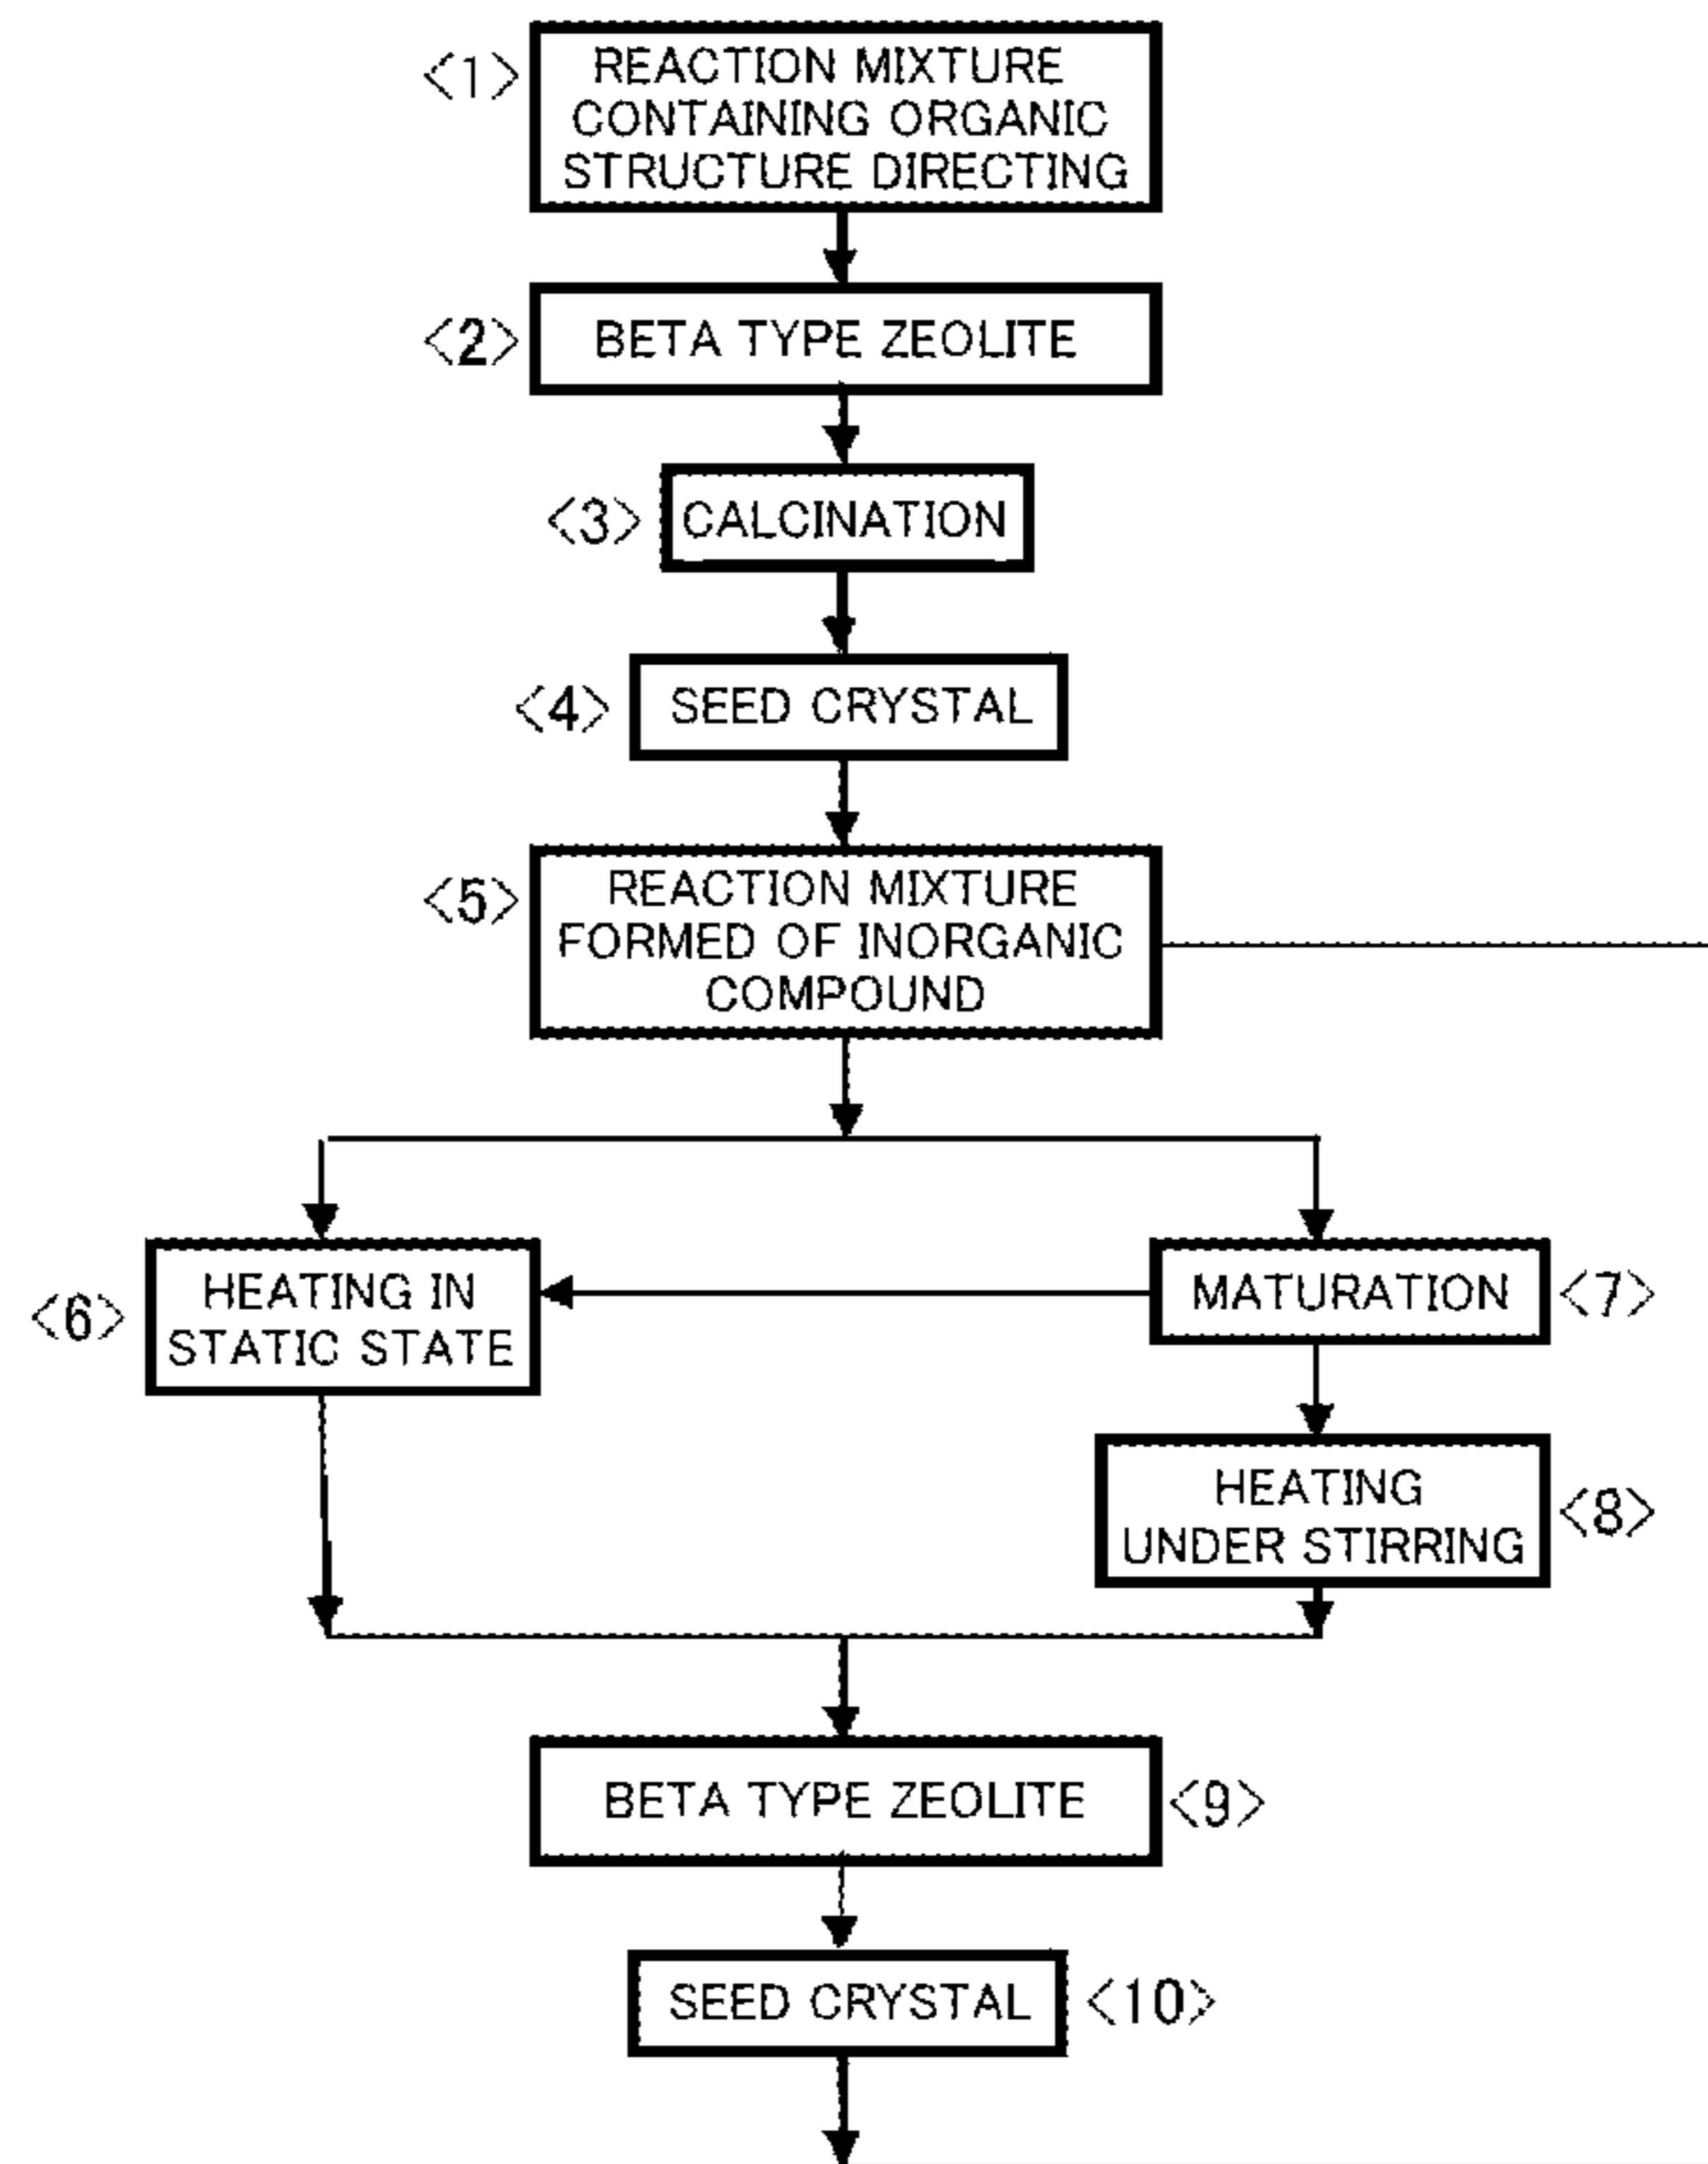 <1>
REACTION MIXTURE
CONTAINING ORGANIC
STRUCTURE DIRECTING
<2>
BETA TYPE ZEOLITE
<3>
CALCINATION
<4>
SEED CRYSTAL
<5>
REACTION MIXTURE
FORMED OF INORGANIC
COMPOUND
<6>
HEATING IN
STATIC STATE
MATURATION
<7>
HEATING
UNDER STIRRING
<8>
BETA TYPE ZEOLITE
<9>
SEED CRYSTAL
<10>